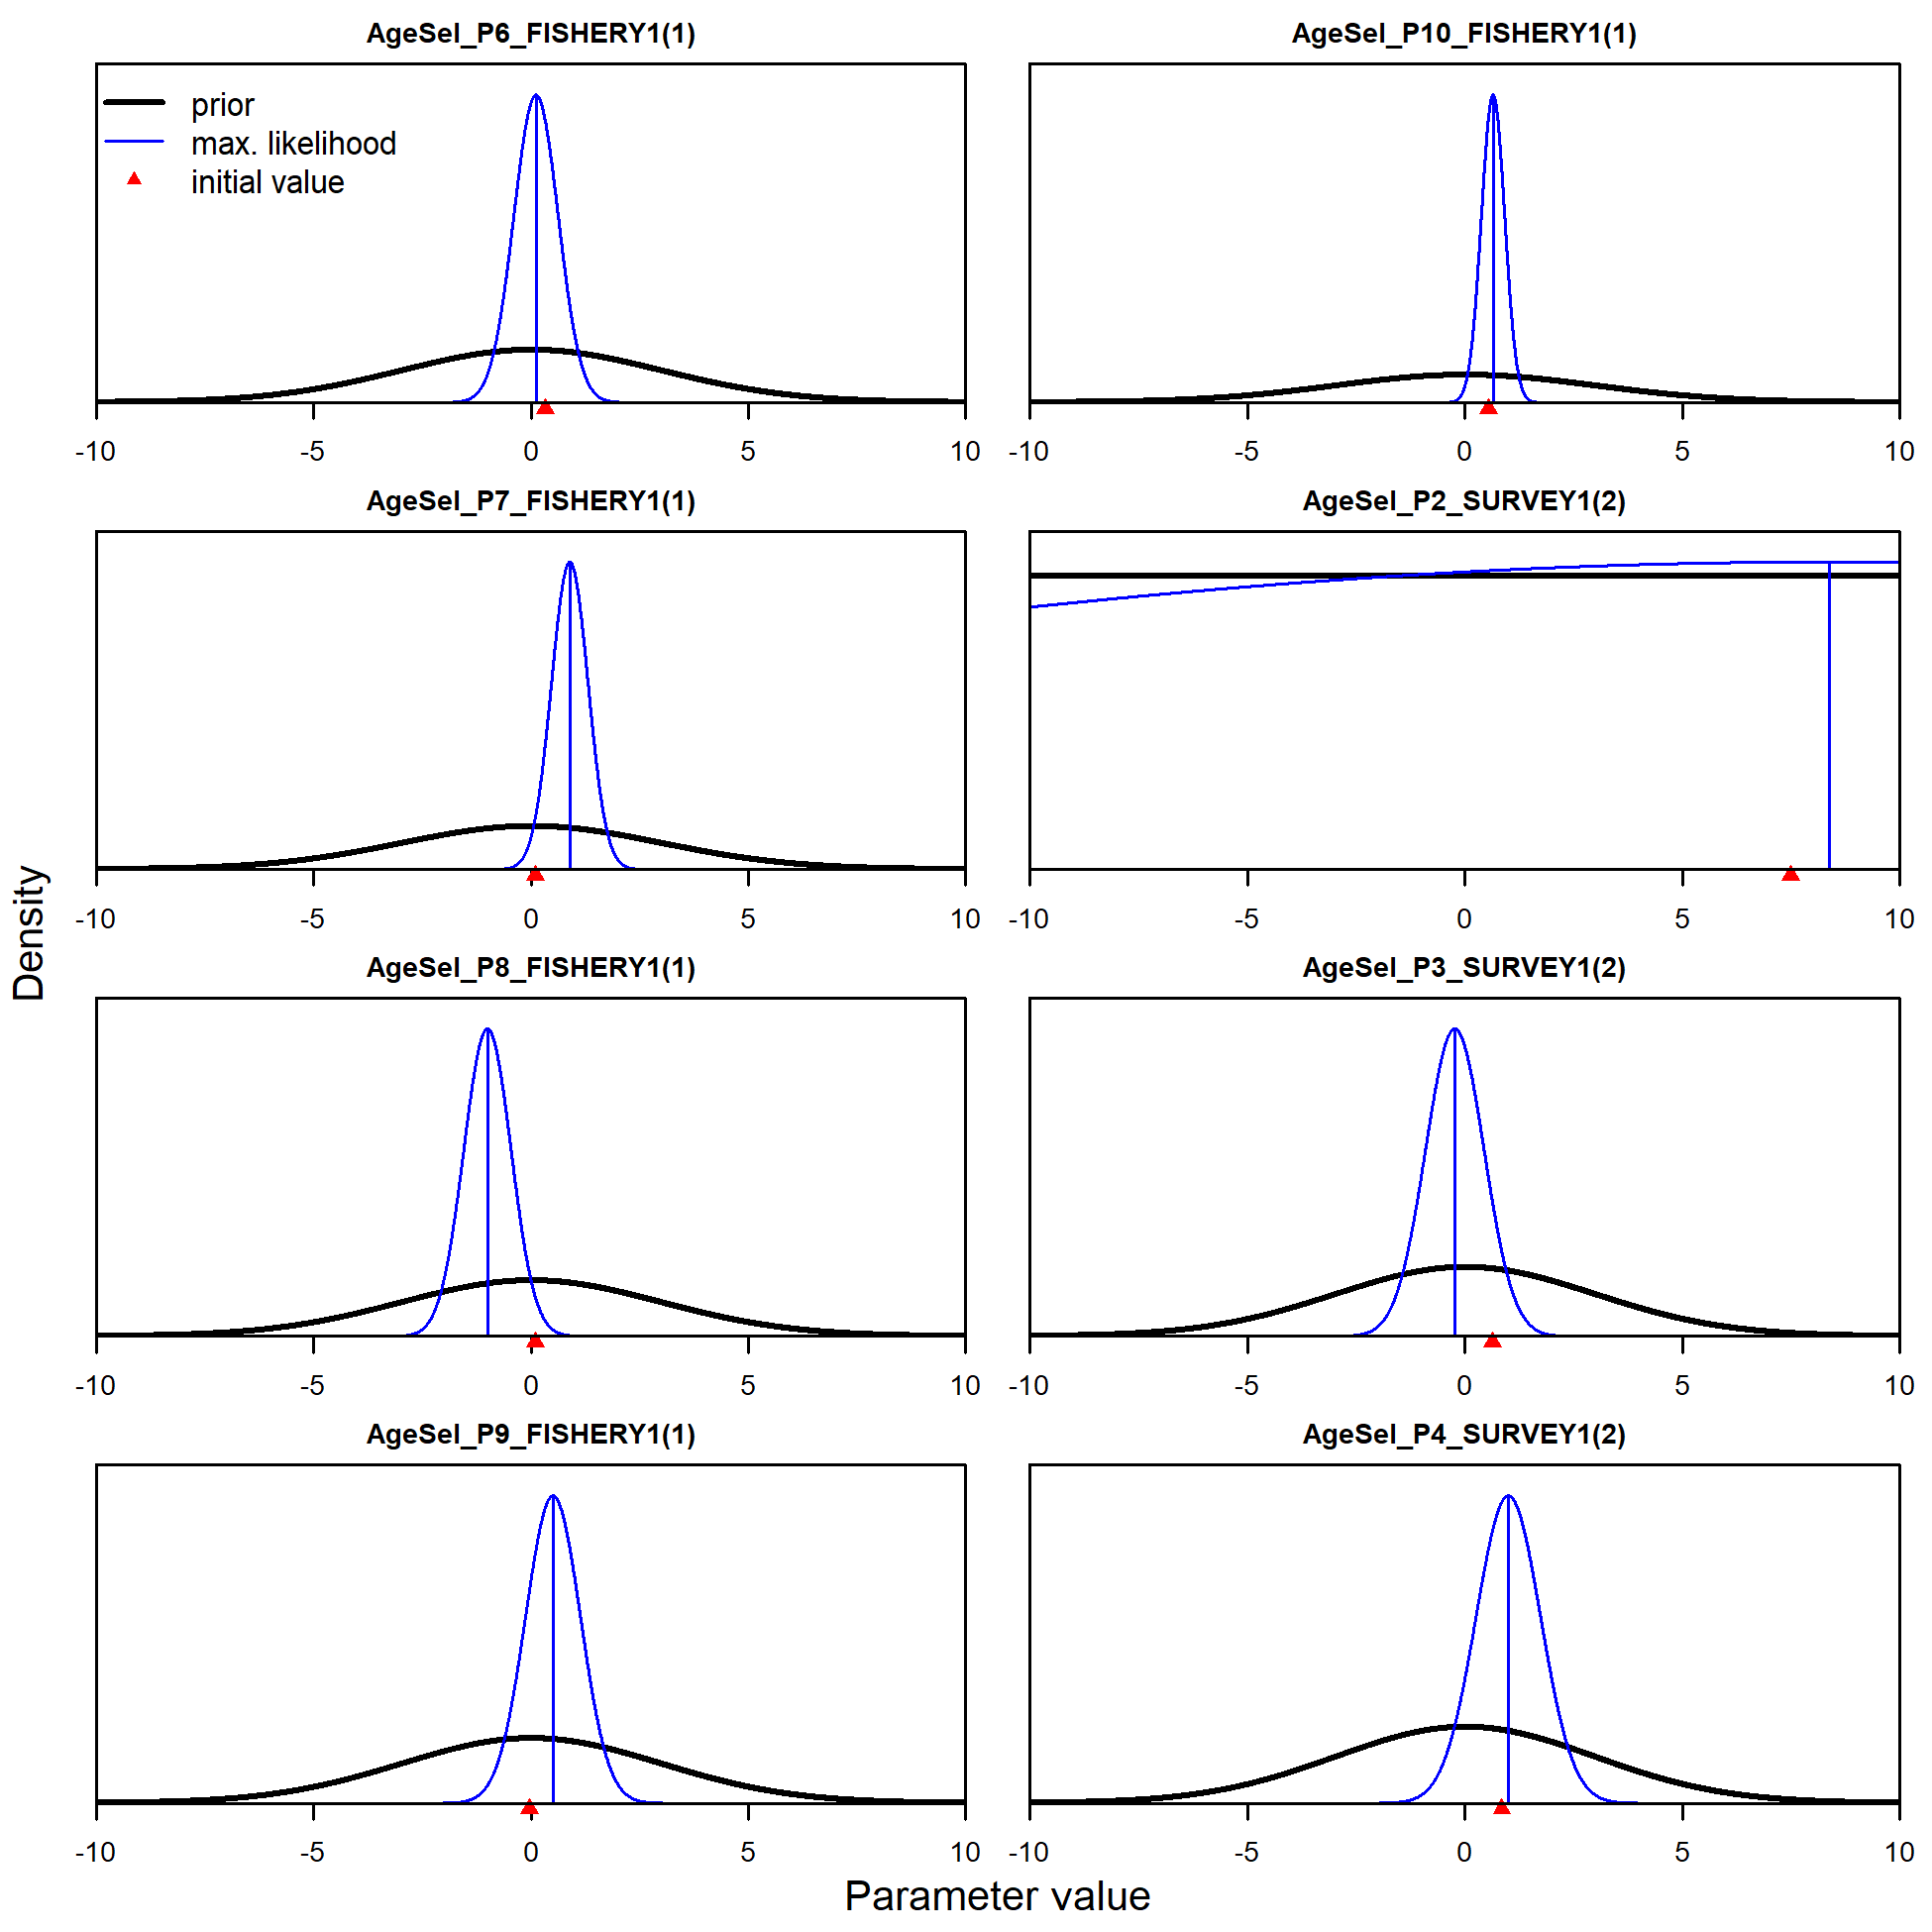 AgeSel_P6_FISHERY1(1)
prior
max. likelihood
initial value
-10 -5 0 5 10
AgeSel_P10_FISHERY1(1)
-10 -5 0 5 10
AgeSel_P7_FISHERY1(1)
-10 -5 0 5 10
AgeSel_P2_SURVEY1(2)
-10 -5 0 5 10
AgeSel_P8_FISHERY1(1)
-10 -5 0 5 10
AgeSel_P3_SURVEY1(2)
-10 -5 0 5 10
AgeSel_P9_FISHERY1(1)
-10 -5 0 5 10
AgeSel_P4_SURVEY1(2)
-10 -5 0 5 10
Density
Parameter value